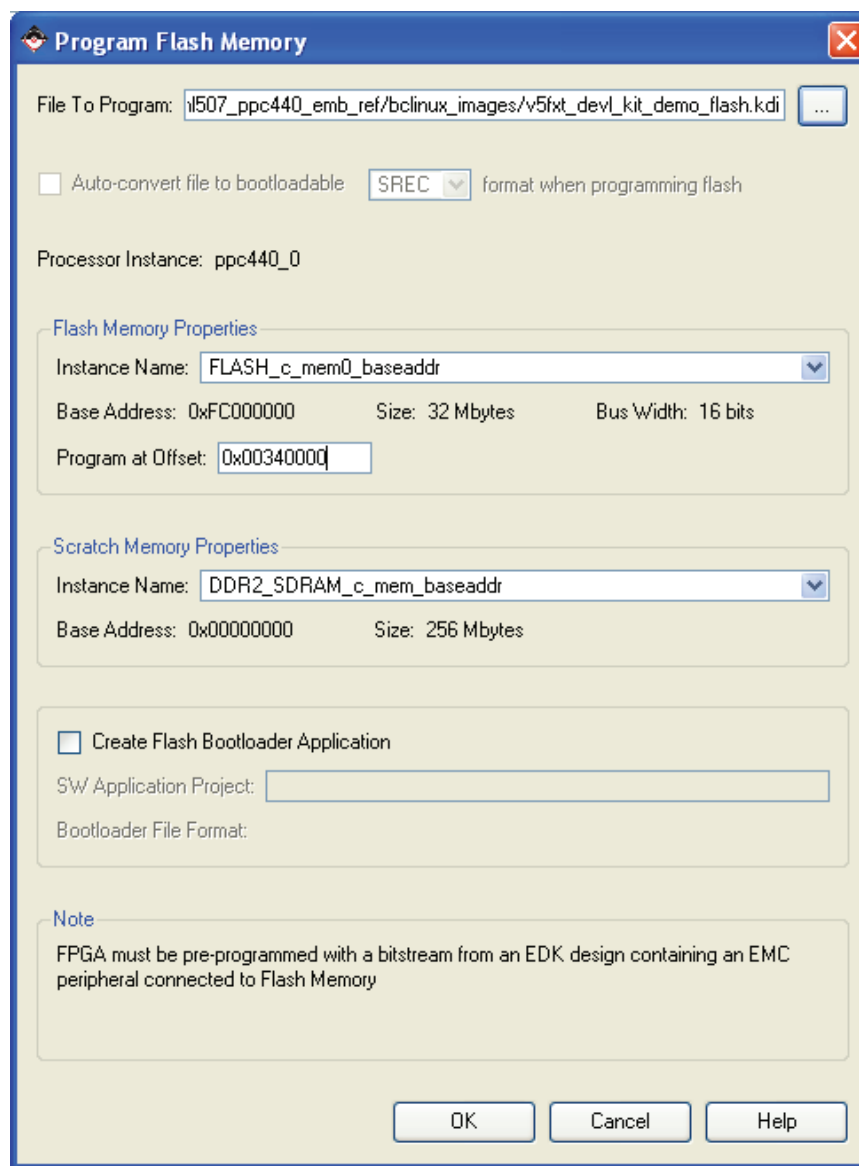 Program Flash Memory
File To Program: l507_ppc440_emb_ref/bclinux_images/v5fxt_devl_kit_demo_flash.kdi ...
Auto-convert file to bootloadable SREC format when programming flash
Processor Instance: ppc440_0
Flash Memory Properties
Instance Name: FLASH_c_mem0_baseaddr
Base Address: 0xFC000000 Size: 32 Mbytes Bus Width: 16 bits
Program at Offset: 0x00340000
Scratch Memory Properties
Instance Name: DDR2_SDRAM_c_mem_baseaddr
Base Address: 0x00000000 Size: 256 Mbytes
Create Flash Bootloader Application
SW Application Project:
Bootloader File Format:
Note
FPGA must be pre-programmed with a bitstream from an EDK design containing an EMC
peripheral connected to Flash Memory
OK Cancel Help